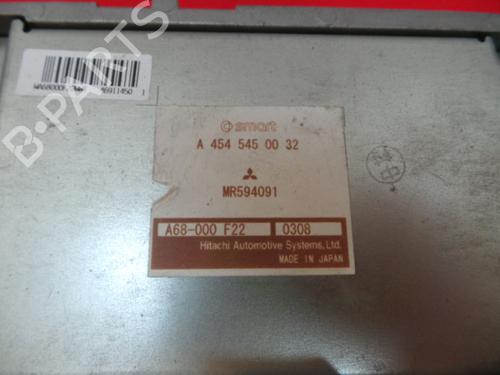 smart
A 454 545 00 32
MR594091
A68-000 F22 0308
Hitachi Automotive Systems, Ltd.
MADE IN JAPAN
B-PARTS